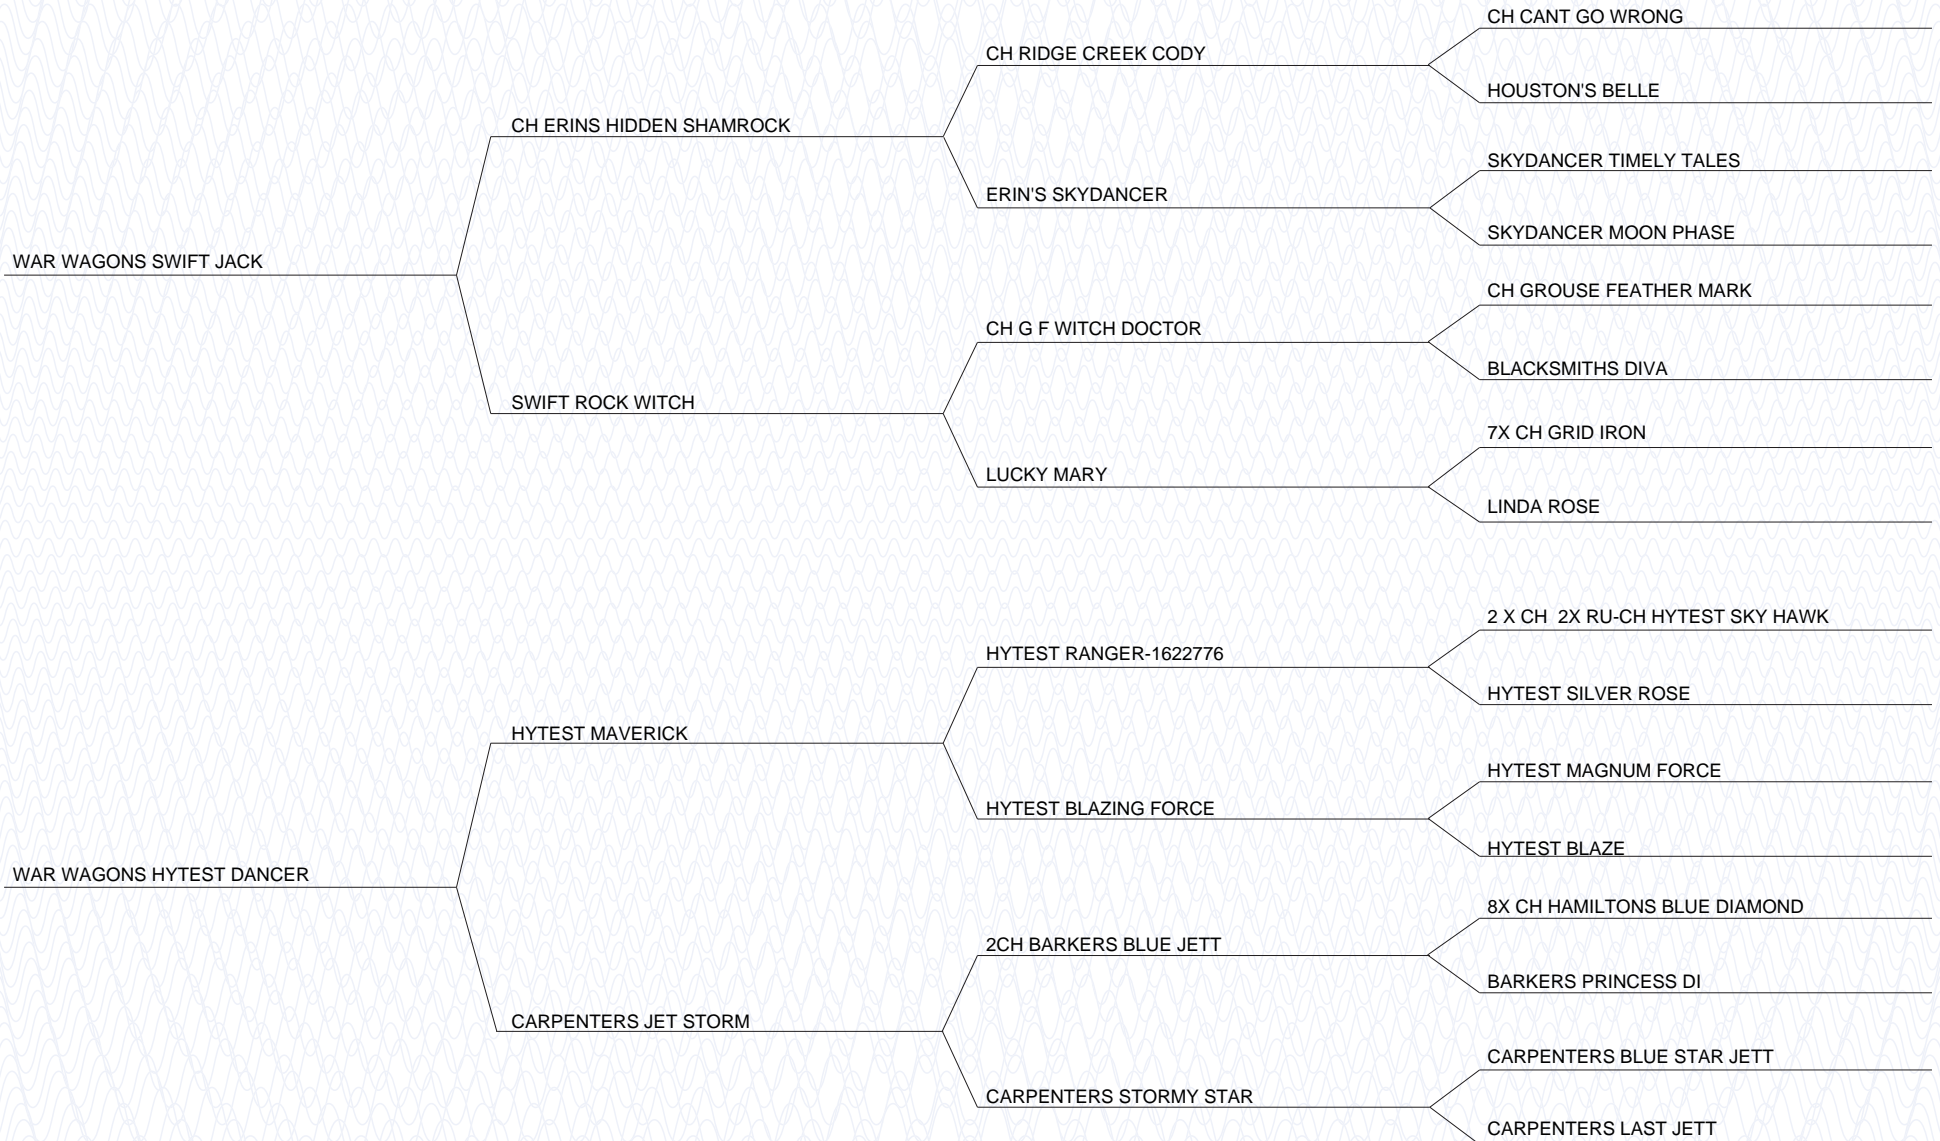 CH CANT GO WRONG
CH RIDGE CREEK CODY
HOUSTON'S BELLE
CH ERINS HIDDEN SHAMROCK
SKYDANCER TIMELY TALES
ERIN'S SKYDANCER
SKYDANCER MOON PHASE
WAR WAGONS SWIFT JACK
CH GROUSE FEATHER MARK
CH G F WITCH DOCTOR
BLACKSMITHS DIVA
SWIFT ROCK WITCH
7X CH GRID IRON
LUCKY MARY
LINDA ROSE
2 X CH  2X RU-CH HYTEST SKY HAWK
HYTEST RANGER-1622776
HYTEST SILVER ROSE
HYTEST MAVERICK
HYTEST MAGNUM FORCE
HYTEST BLAZING FORCE
HYTEST BLAZE
WAR WAGONS HYTEST DANCER
8X CH HAMILTONS BLUE DIAMOND
2CH BARKERS BLUE JETT
BARKERS PRINCESS DI
CARPENTERS JET STORM
CARPENTERS BLUE STAR JETT
CARPENTERS STORMY STAR
CARPENTERS LAST JETT